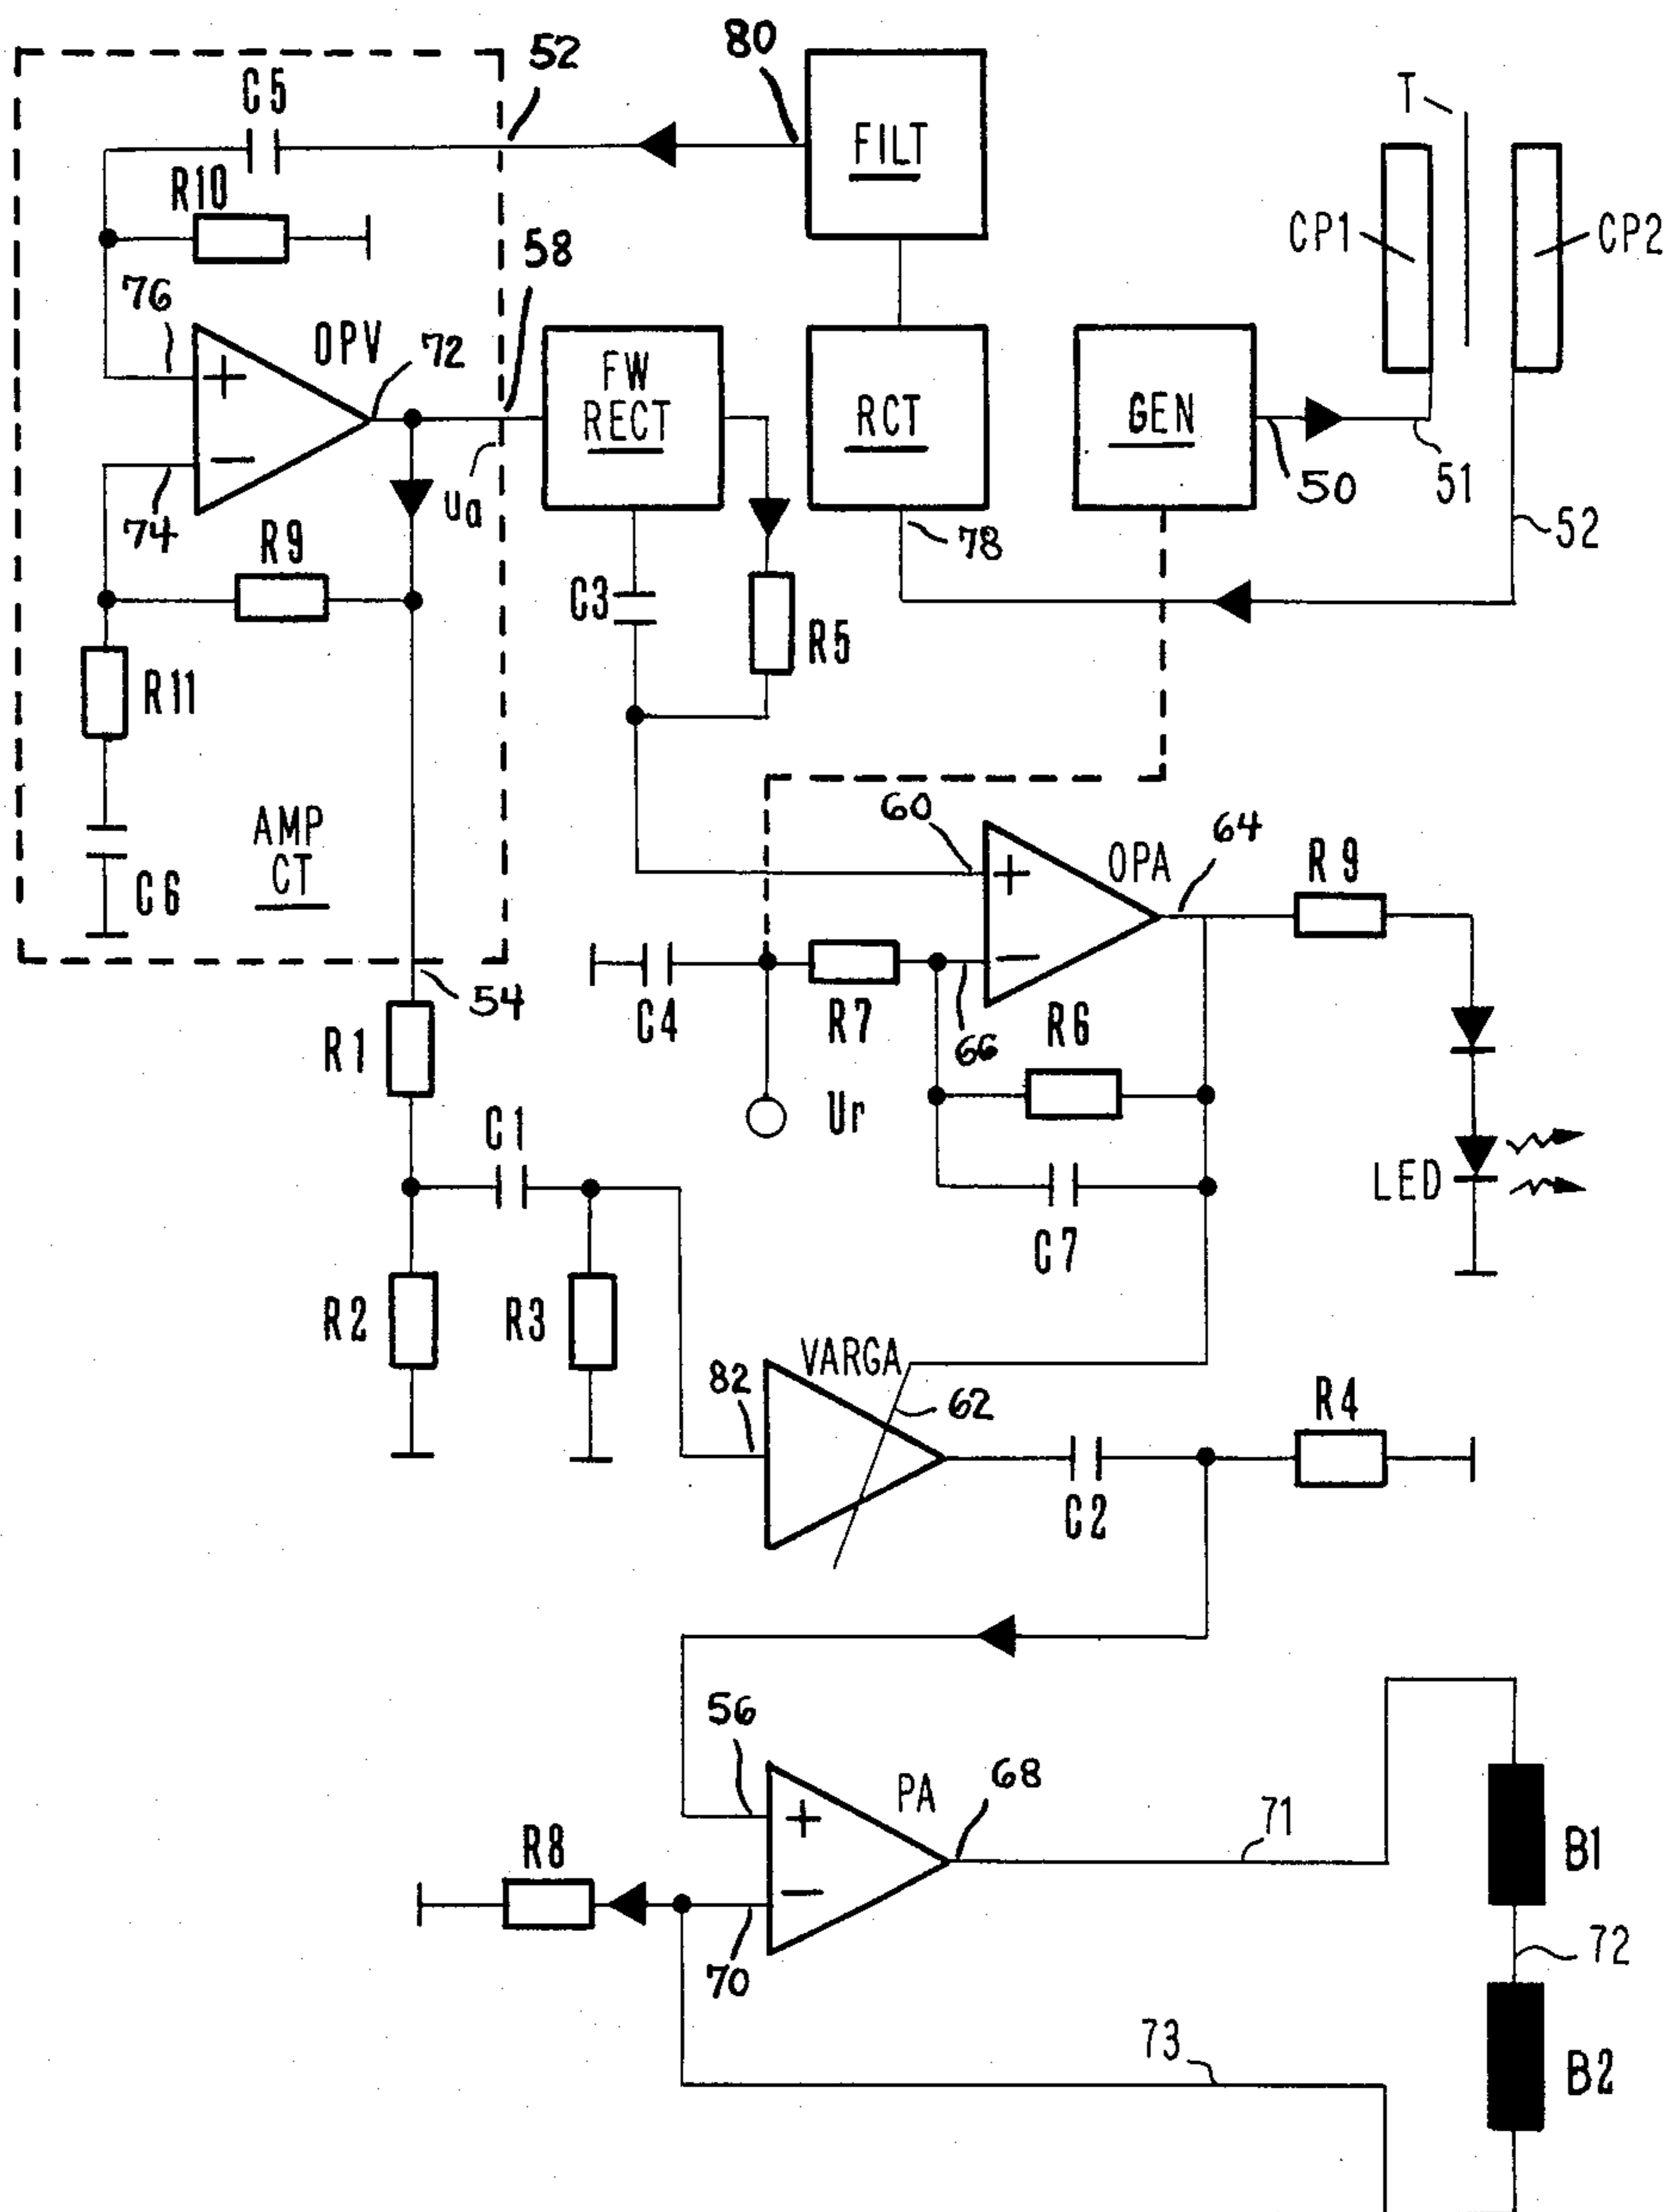 80
52
C5
T
FILT
R10
CP1
CP2
58
76
OPV
72
FW
RECT
RCT
GEN
50
51
ua
52
74
78
R9
C3
R5
R11
60
64
AMP
CT
OPA
R9
C6
54
C4
R7
66
R6
R1
Ur
C1
LED
C7
R2
R3
VARGA
82
62
R4
C2
56
PA
68
71
R8
B1
70
72
73
B2
+
−
+
−
+
−